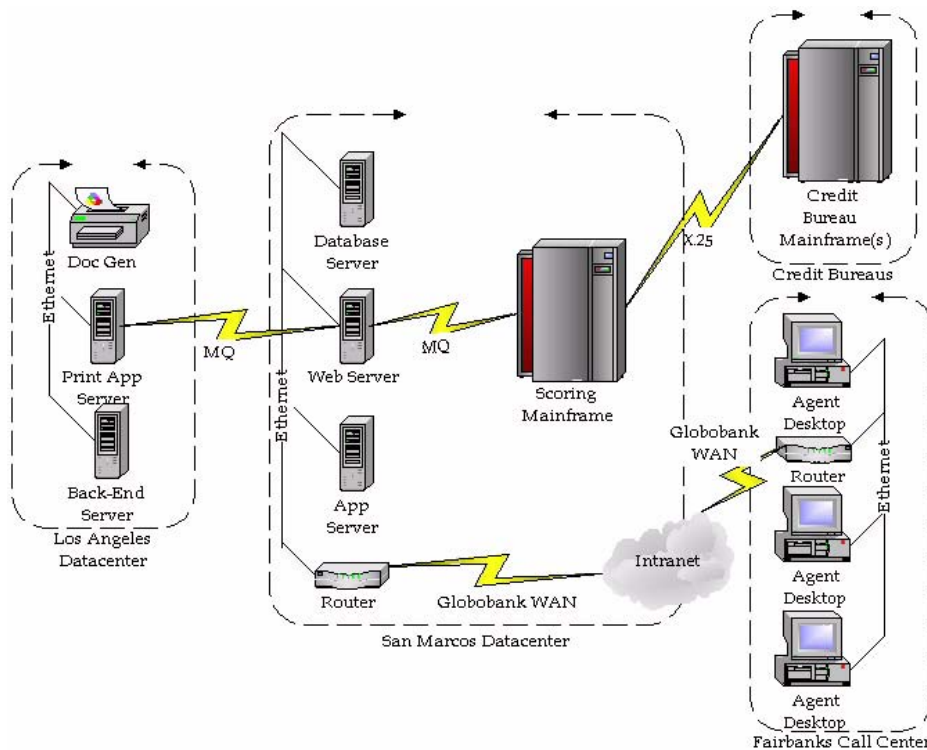 Ethernet
Doc Gen
Print App
Server
Back-End
Server
Los Angeles
Datacenter
MQ
Ethernet
Database
Server
Web Server
App
Server
Router
MQ
Scoring
Mainframe
Globobank WAN
Intranet
San Marcos Datacenter
X.25
Credit
Bureau
Mainframe(s)
Credit Bureaus
Globobank
WAN
Agent
Desktop
Router
Ethernet
Agent
Desktop
Agent
Desktop
Fairbanks Call Center